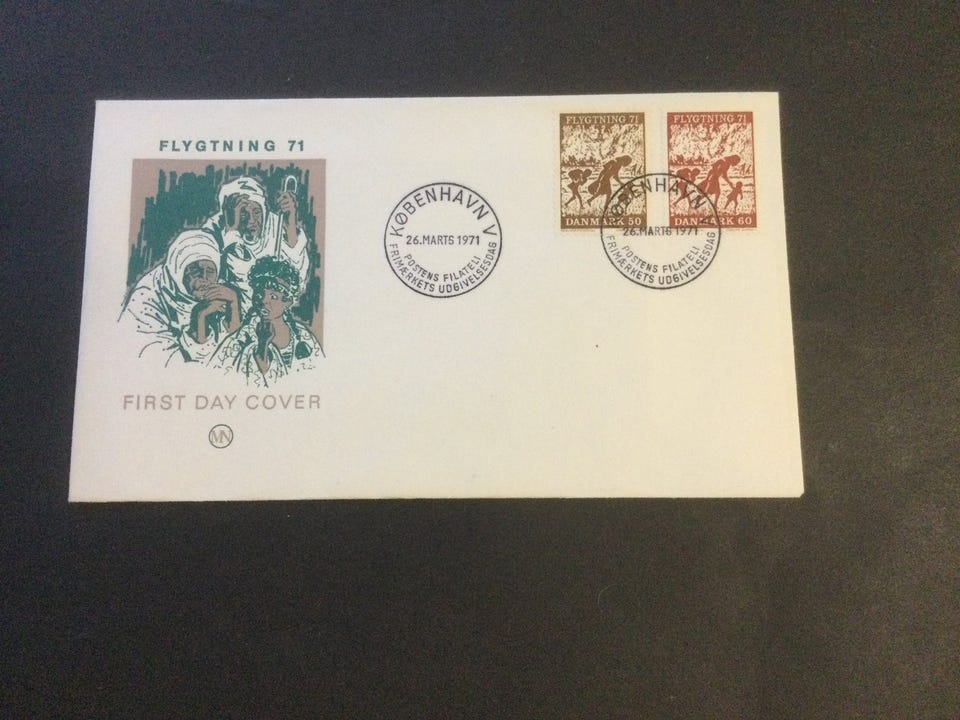 FLYGTNING 71
FIRST DAY COVER
MN
KØBENHAVN V
26.MARTS 1971
POSTENS FILATELI
FRIMÆRKETS UDGIVELSESDAG
FLYGTNING 71
DANMARK 50
FLYGTNING 71
DANMARK 60
KØBENHAVN V
26.MARTS 1971
POSTENS FILATELI
FRIMÆRKETS UDGIVELSESDAG